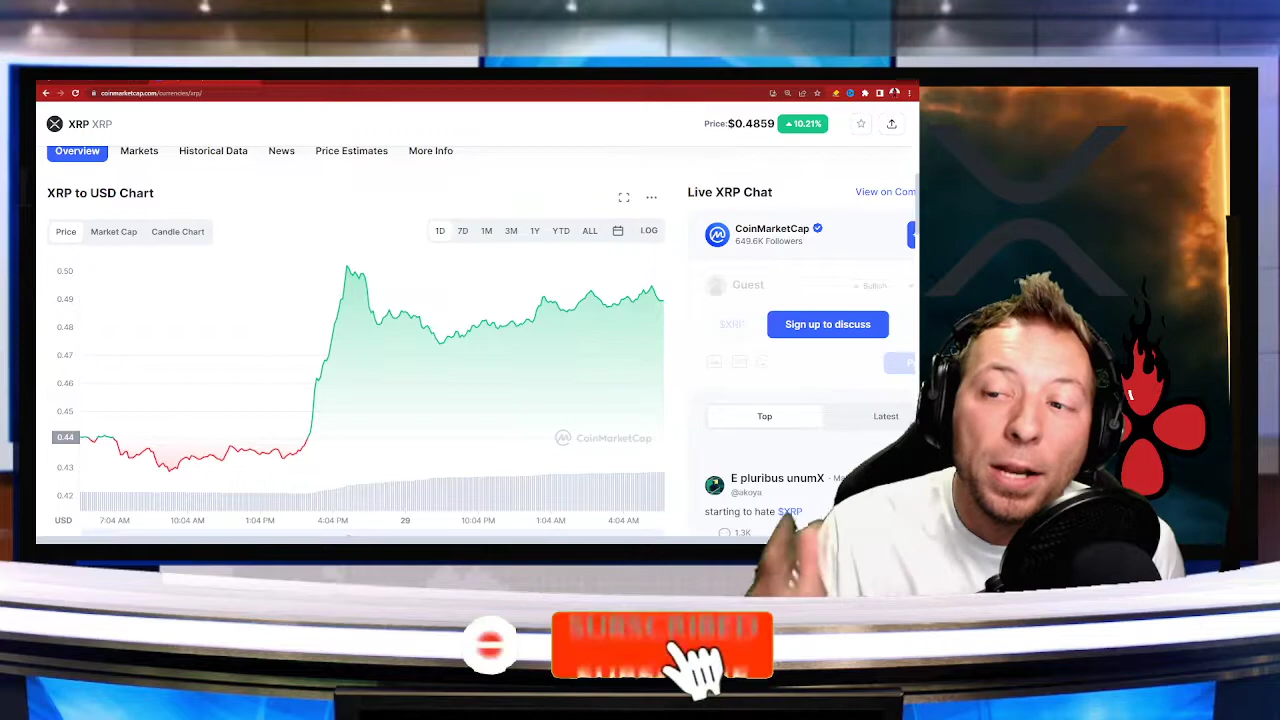 coinmarketcap.com/currencies/xrp/
XRP XRP
Price: $0.4859 10.21%
Overview Markets Historical Data News Price Estimates More Info
XRP to USD Chart
Live XRP Chat
View on Com
Price Market Cap Candle Chart
1D 7D 1M 3M 1Y YTD ALL LOG
CoinMarketCap
649.6K Followers
0.50
0.49
0.48
0.47
0.46
0.45
0.44
0.43
0.42
Guest
Bullish
$XRP
Sign up to discuss
Top Latest
CoinMarketCap
E pluribus unumX
@akoya
starting to hate $XRP
1.3K
USD 7:04 AM 10:04 AM 1:04 PM 4:04 PM 29 10:04 PM 1:04 AM 4:04 AM